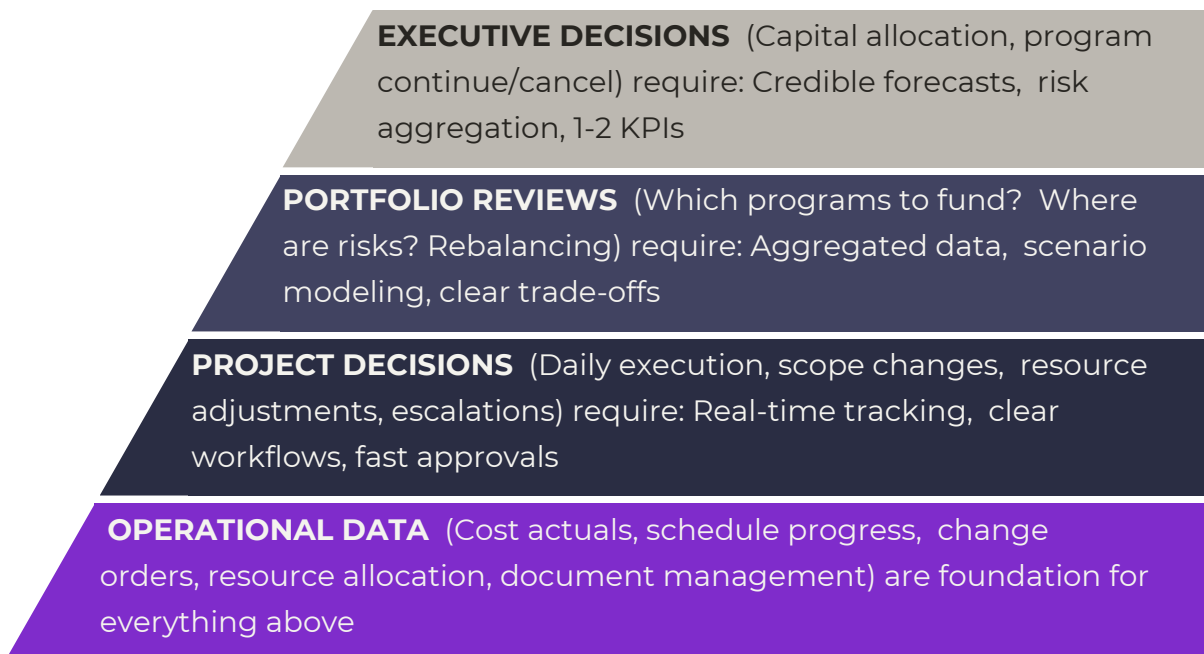 EXECUTIVE DECISIONS (Capital allocation, program
continue/cancel) require: Credible forecasts, risk
aggregation, 1-2 KPIs
PORTFOLIO REVIEWS (Which programs to fund? Where
are risks? Rebalancing) require: Aggregated data, scenario
modeling, clear trade-offs
PROJECT DECISIONS (Daily execution, scope changes, resource
adjustments, escalations) require: Real-time tracking, clear
workflows, fast approvals
OPERATIONAL DATA (Cost actuals, schedule progress, change
orders, resource allocation, document management) are foundation for
everything above